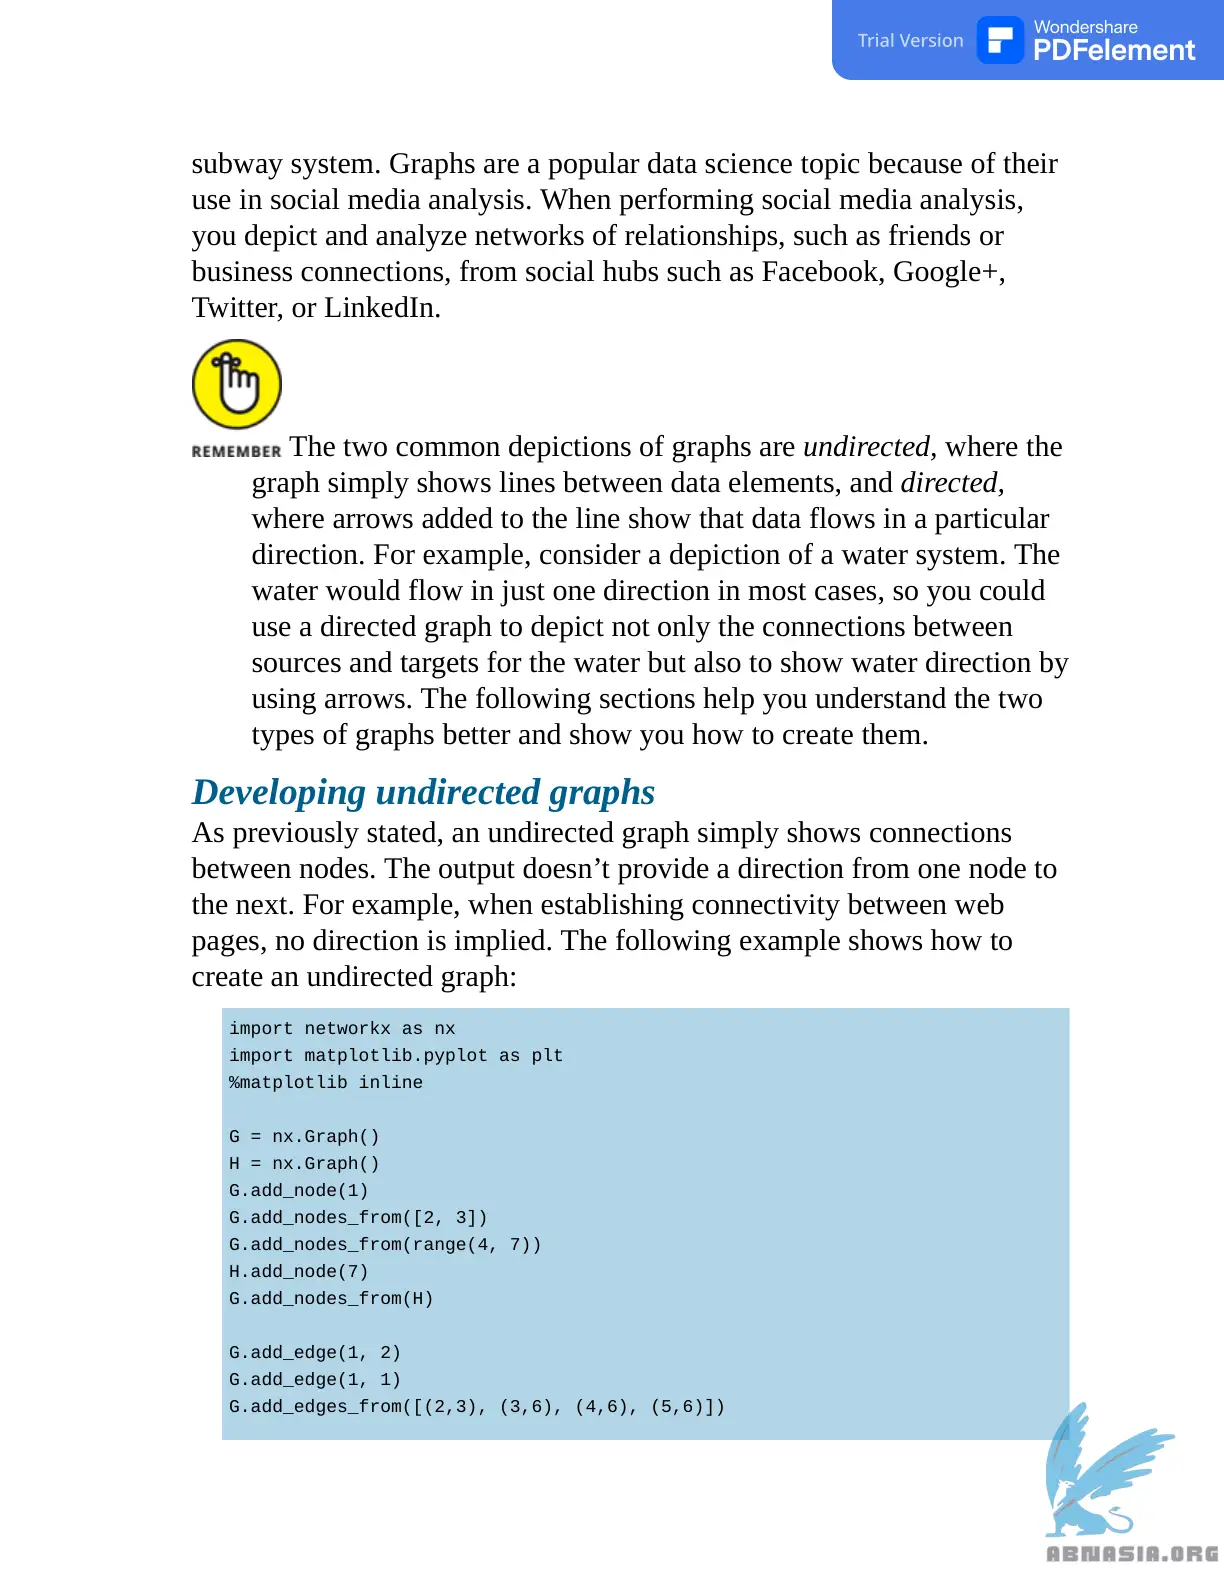 Trial Version
Wondershare
PDFelement
subway system. Graphs are a popular data science topic because of their
use in social media analysis. When performing social media analysis,
you depict and analyze networks of relationships, such as friends or
business connections, from social hubs such as Facebook, Google+,
Twitter, or LinkedIn.
REMEMBER The two common depictions of graphs are undirected, where the
graph simply shows lines between data elements, and directed,
where arrows added to the line show that data flows in a particular
direction. For example, consider a depiction of a water system. The
water would flow in just one direction in most cases, so you could
use a directed graph to depict not only the connections between
sources and targets for the water but also to show water direction by
using arrows. The following sections help you understand the two
types of graphs better and show you how to create them.
Developing undirected graphs
As previously stated, an undirected graph simply shows connections
between nodes. The output doesn’t provide a direction from one node to
the next. For example, when establishing connectivity between web
pages, no direction is implied. The following example shows how to
create an undirected graph:
import networkx as nx
import matplotlib.pyplot as plt
%matplotlib inline
G = nx.Graph()
H = nx.Graph()
G.add_node(1)
G.add_nodes_from([2, 3])
G.add_nodes_from(range(4, 7))
H.add_node(7)
G.add_nodes_from(H)
G.add_edge(1, 2)
G.add_edge(1, 1)
G.add_edges_from([(2,3), (3,6), (4,6), (5,6)])
ABNASIA.ORG